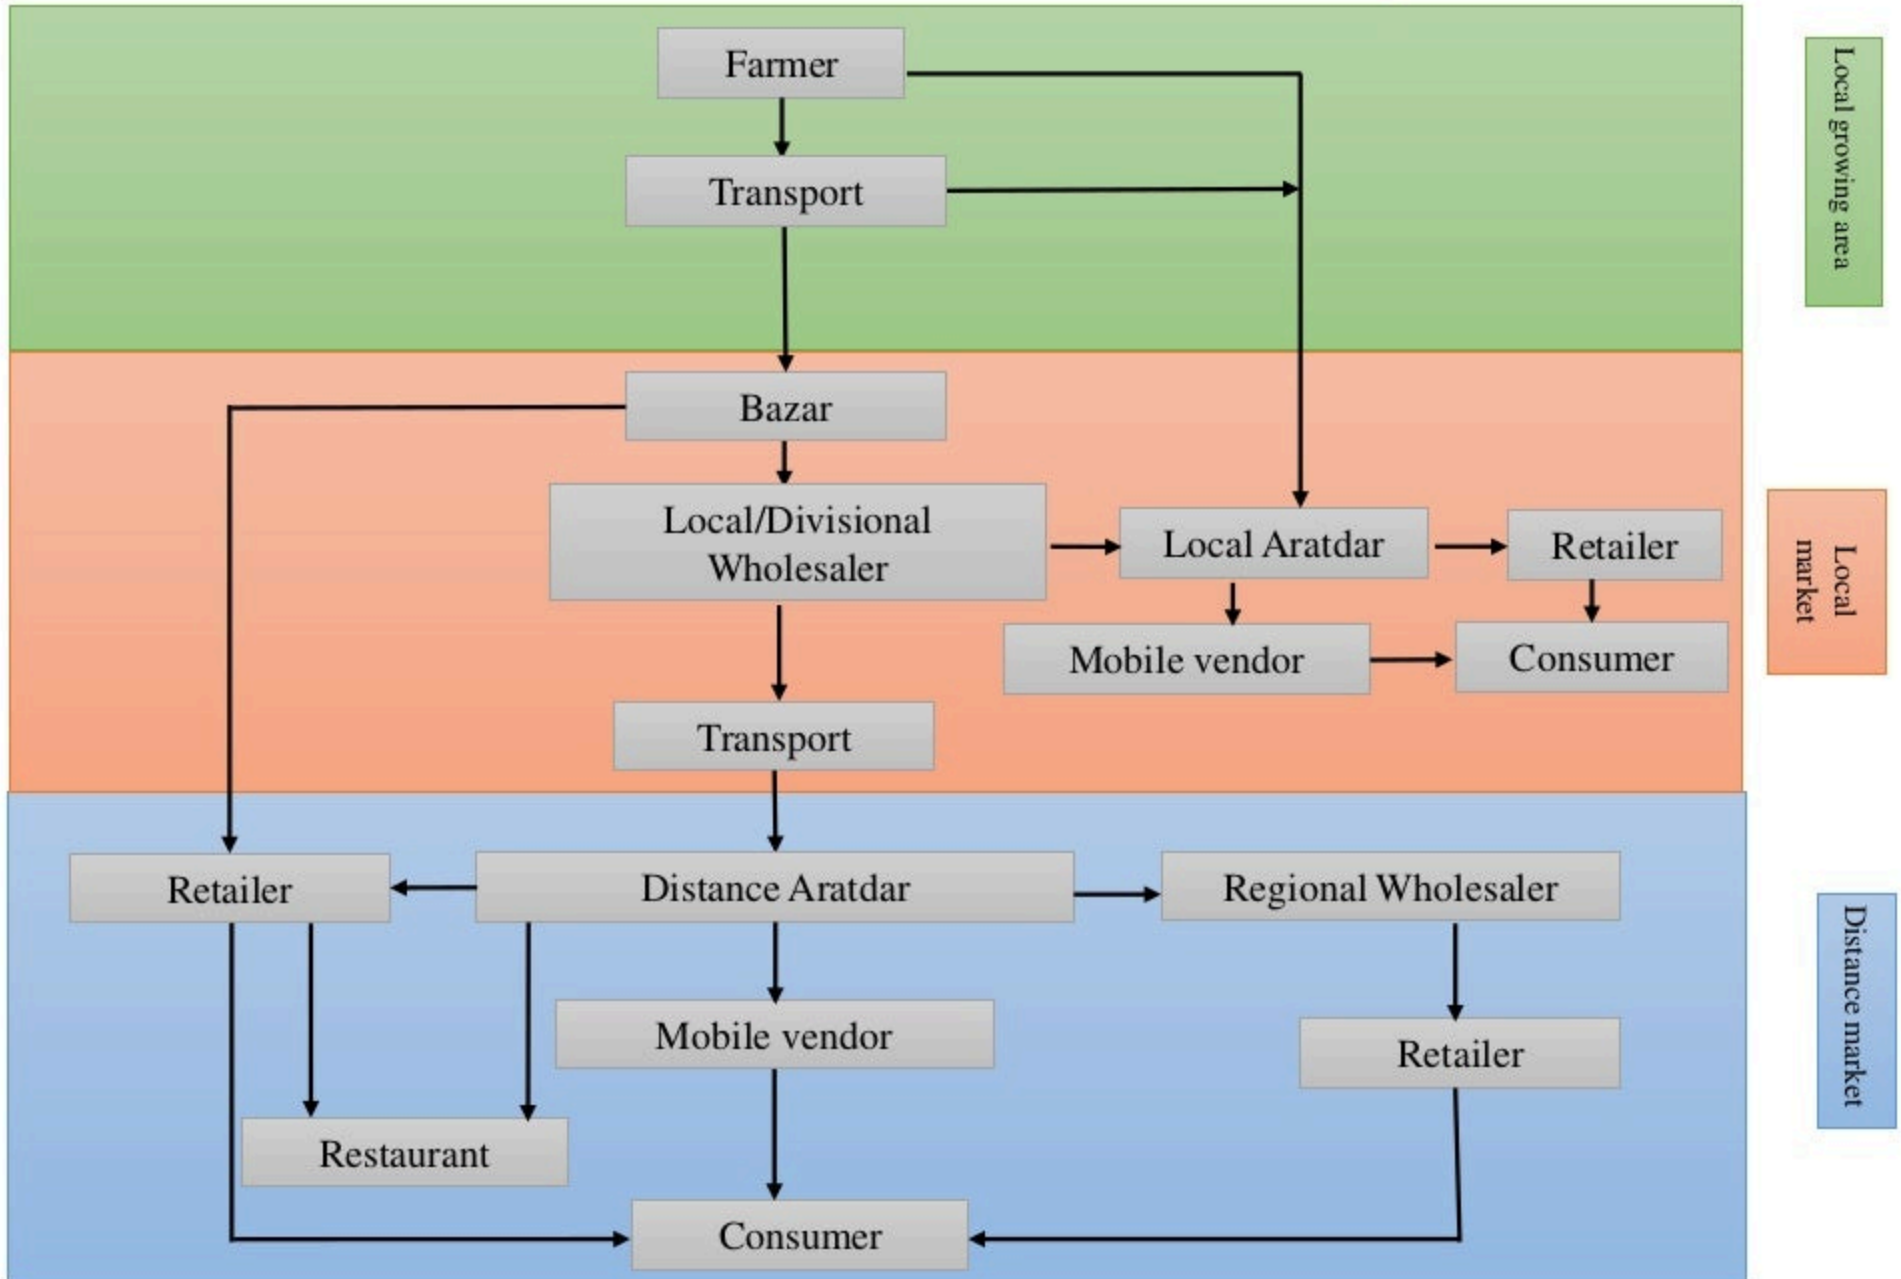 Farmer
Transport
Bazar
Local/Divisional
Wholesaler
Local Aratdar
Retailer
Mobile vendor
Consumer
Transport
Retailer
Distance Aratdar
Regional Wholesaler
Mobile vendor
Retailer
Restaurant
Consumer
Local growing area
Local
market
Distance market